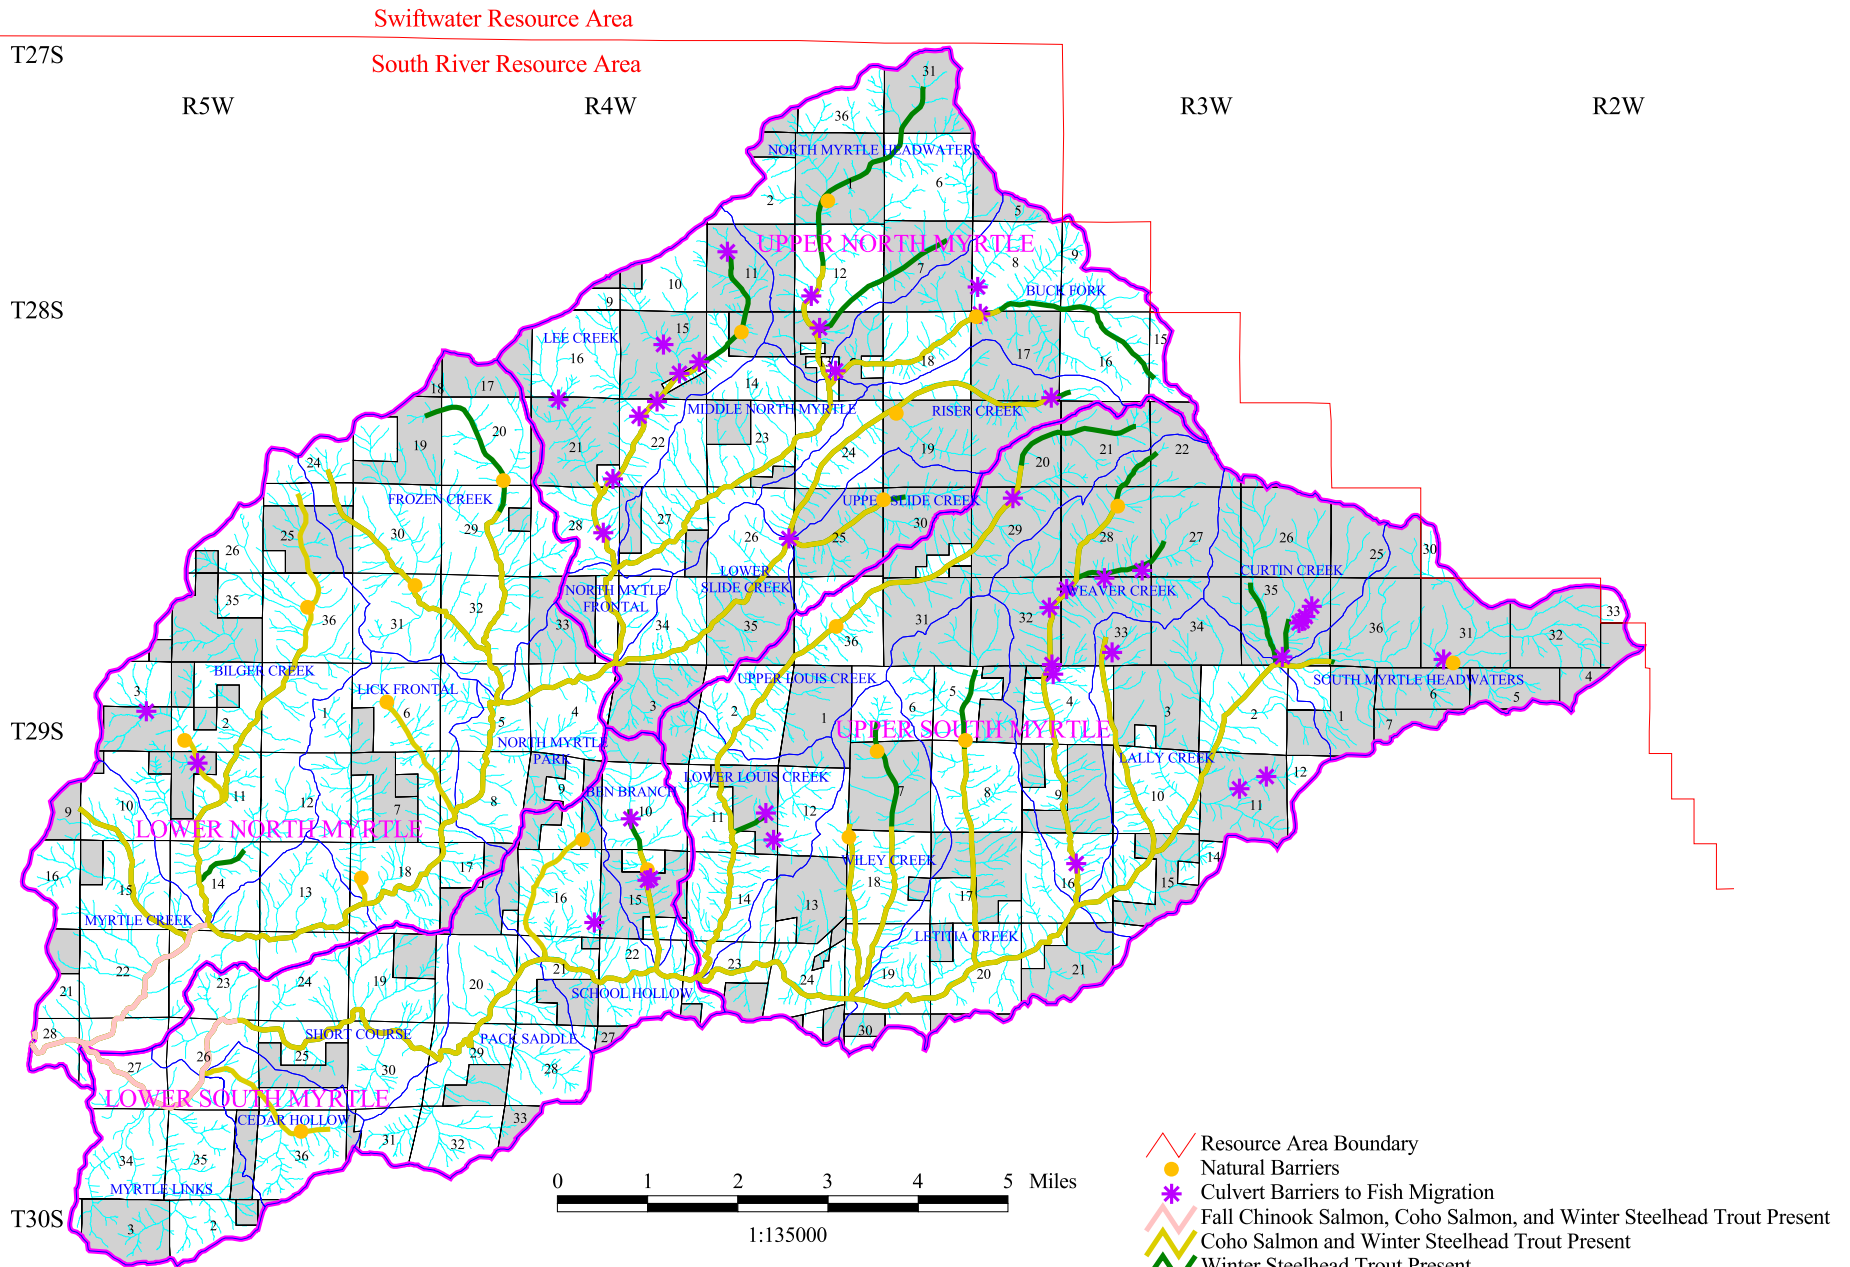 Swiftwater Resource Area
South River Resource Area
T27S
R5W
R4W
R3W
R2W
31
36
NORTH MYRTLE HEADWATERS
1
6
2
5
UPPER NORTH MYRTLE
9
8
7
12
11
10
9
BUCK FORK
T28S
15
LEE CREEK
16
13
18
17
16
15
14
18
17
MIDDLE NORTH MYRTLE
RISER CREEK
19
20
21
22
23
24
19
20
21
22
24
FROZEN CREEK
UPPER SLIDE CREEK
25
26
30
29
28
27
26
25
30
29
28
27
26
25
30
LOWER
SLIDE CREEK
CURTIN CREEK
NORTH MYTLE
FRONTAL
WEAVER CREEK
35
35
36
31
32
33
34
35
36
31
32
33
34
36
31
32
33
BILGER CREEK
UPPER LOUIS CREEK
SOUTH MYRTLE HEADWATERS
LICK FRONTAL
3
2
1
6
5
4
3
2
1
6
5
4
3
2
1
6
5
4
7
T29S
UPPER SOUTH MYRTLE
NORTH MYRTLE
PARK
LALLY CREEK
LOWER LOUIS CREEK
BEN BRANCH
9
10
11
12
7
8
9
10
11
12
7
8
9
10
11
12
LOWER NORTH MYRTLE
WILEY CREEK
16
15
14
13
18
17
16
15
14
13
18
17
16
15
14
MYRTLE CREEK
LETITIA CREEK
21
22
23
24
19
20
21
22
23
24
19
20
21
SCHOOL HOLLOW
28
27
26
25
30
29
28
27
30
SHORT COURSE
PACK SADDLE
LOWER SOUTH MYRTLE
CEDAR HOLLOW
34
35
36
31
32
33
MYRTLE LINKS
T30S
3
2
0 1 2 3 4 5 Miles
1:135000
Resource Area Boundary
Natural Barriers
Culvert Barriers to Fish Migration
Fall Chinook Salmon, Coho Salmon, and Winter Steelhead Trout Present
Coho Salmon and Winter Steelhead Trout Present
Winter Steelhead Trout Present